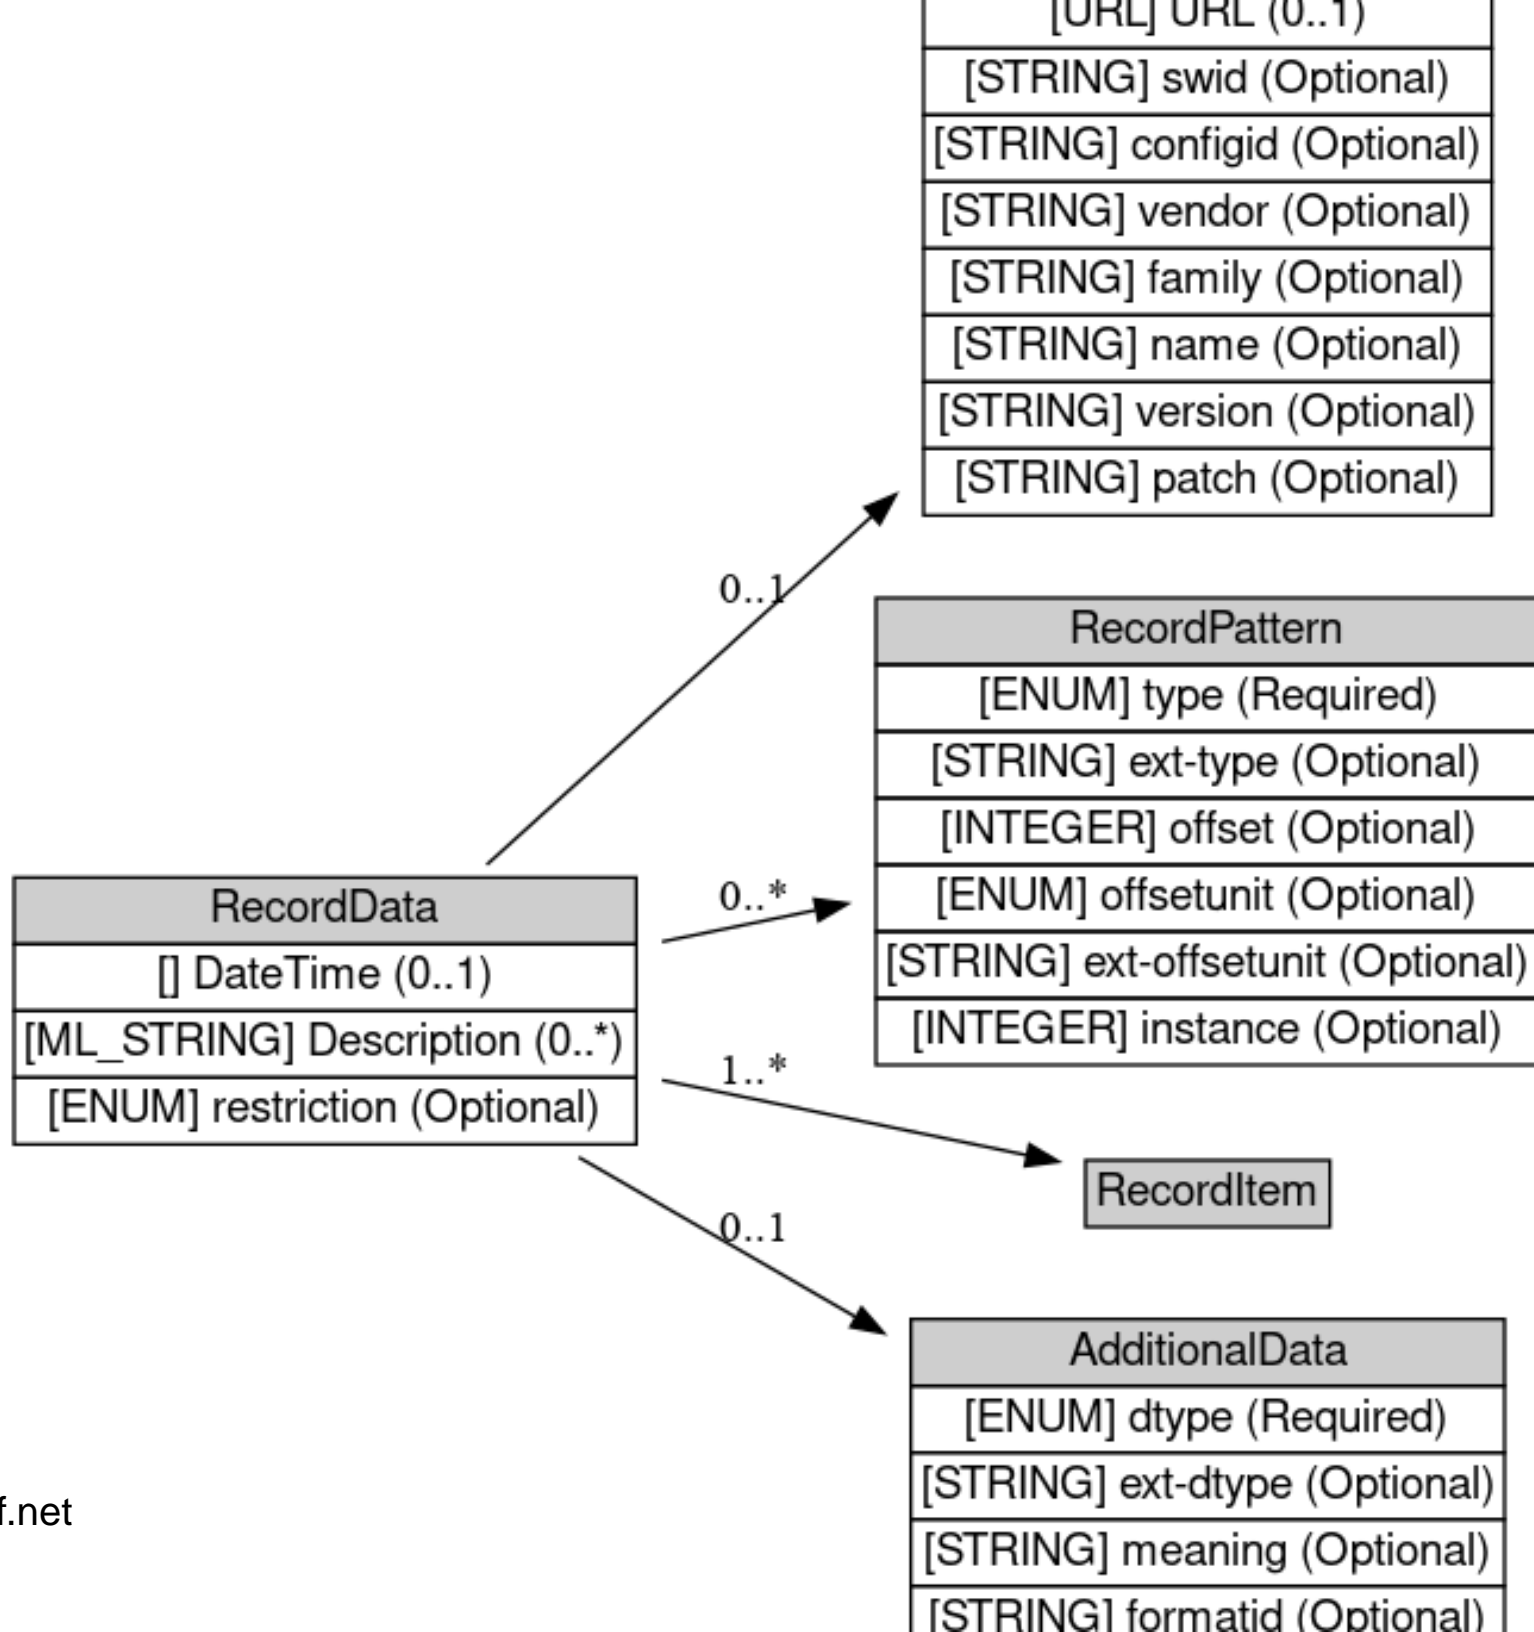 [URL] URL (0..1)
[STRING] swid (Optional)
[STRING] configid (Optional)
[STRING] vendor (Optional)
[STRING] family (Optional)
[STRING] name (Optional)
[STRING] version (Optional)
[STRING] patch (Optional)
0..1
RecordPattern
[ENUM] type (Required)
[STRING] ext-type (Optional)
[INTEGER] offset (Optional)
[ENUM] offsetunit (Optional)
[STRING] ext-offsetunit (Optional)
[INTEGER] instance (Optional)
RecordData
[] DateTime (0..1)
[ML_STRING] Description (0..*)
[ENUM] restriction (Optional)
0..*
1..*
RecordItem
0..1
AdditionalData
[ENUM] dtype (Required)
[STRING] ext-dtype (Optional)
[STRING] meaning (Optional)
[STRING] formatid (Optional)
f.net